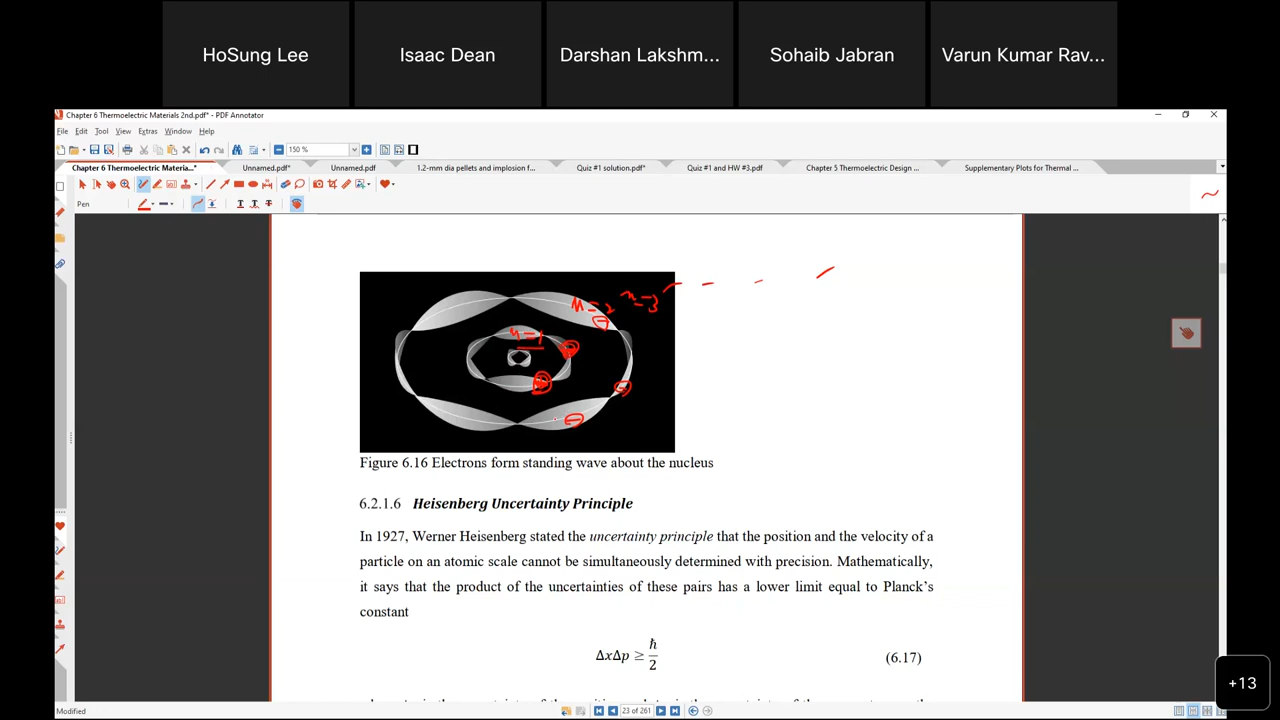 HoSung Lee
Isaac Dean
Darshan Lakshm...
Sohaib Jabran
Varun Kumar Rav...
Chapter 6 Thermoelectric Materials 2nd.pdf* - PDF Annotator
File Edit Tool View Extras Window Help
150 %
Chapter 6 Thermoelectric Materia...*
Unnamed.pdf*
Unnamed.pdf
1.2-mm dia pellets and implosion f...
Quiz #1 solution.pdf*
Quiz #1 and HW #3.pdf
Chapter 5 Thermoelectric Design ...
Supplementary Plots for Thermal ...
Pen
n=2
n=3
n=1
Figure 6.16 Electrons form standing wave about the nucleus
6.2.1.6 Heisenberg Uncertainty Principle
In 1927, Werner Heisenberg stated the uncertainty principle that the position and the velocity of a
particle on an atomic scale cannot be simultaneously determined with precision. Mathematically,
it says that the product of the uncertainties of these pairs has a lower limit equal to Planck's
constant
ΔxΔp ≥ ℏ/2 (6.17)
+13
Modified
23 of 261